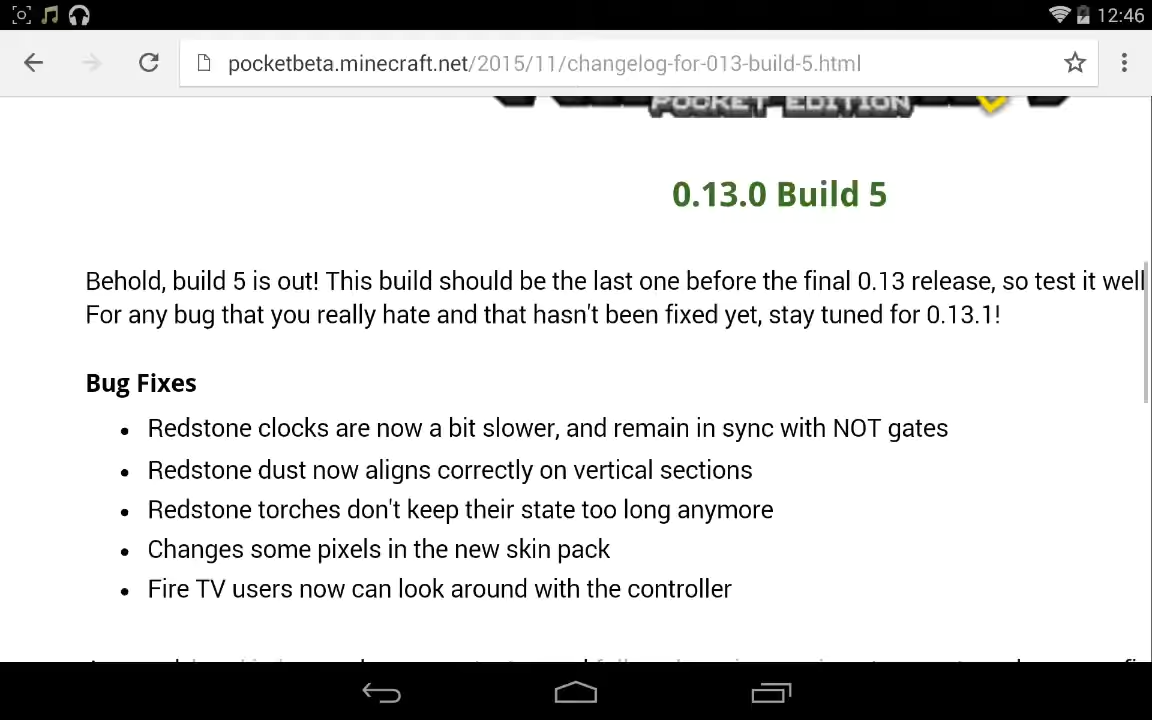 12:46
pocketbeta.minecraft.net/2015/11/changelog-for-013-build-5.html
POCKET EDITION
0.13.0 Build 5
Behold, build 5 is out! This build should be the last one before the final 0.13 release, so test it well
For any bug that you really hate and that hasn't been fixed yet, stay tuned for 0.13.1!
Bug Fixes
• Redstone clocks are now a bit slower, and remain in sync with NOT gates
• Redstone dust now aligns correctly on vertical sections
• Redstone torches don't keep their state too long anymore
• Changes some pixels in the new skin pack
• Fire TV users now can look around with the controller